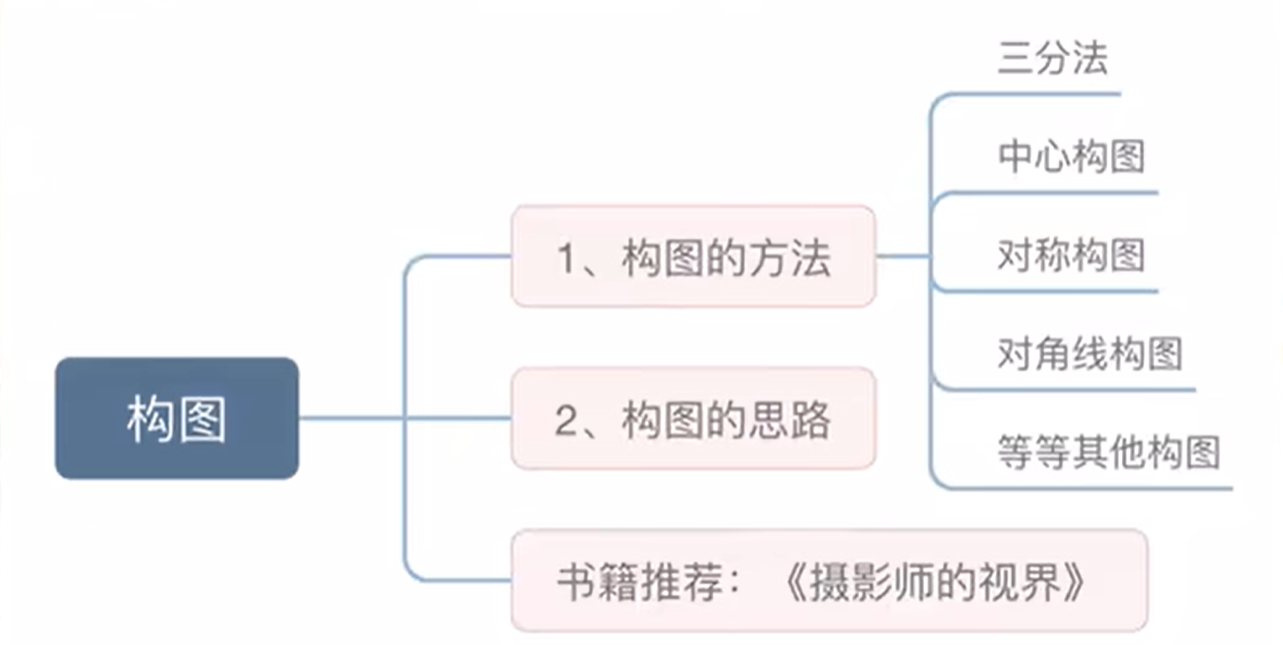 构图
1、构图的方法
三分法
中心构图
对称构图
对角线构图
等等其他构图
2、构图的思路
书籍推荐：《摄影师的视界》